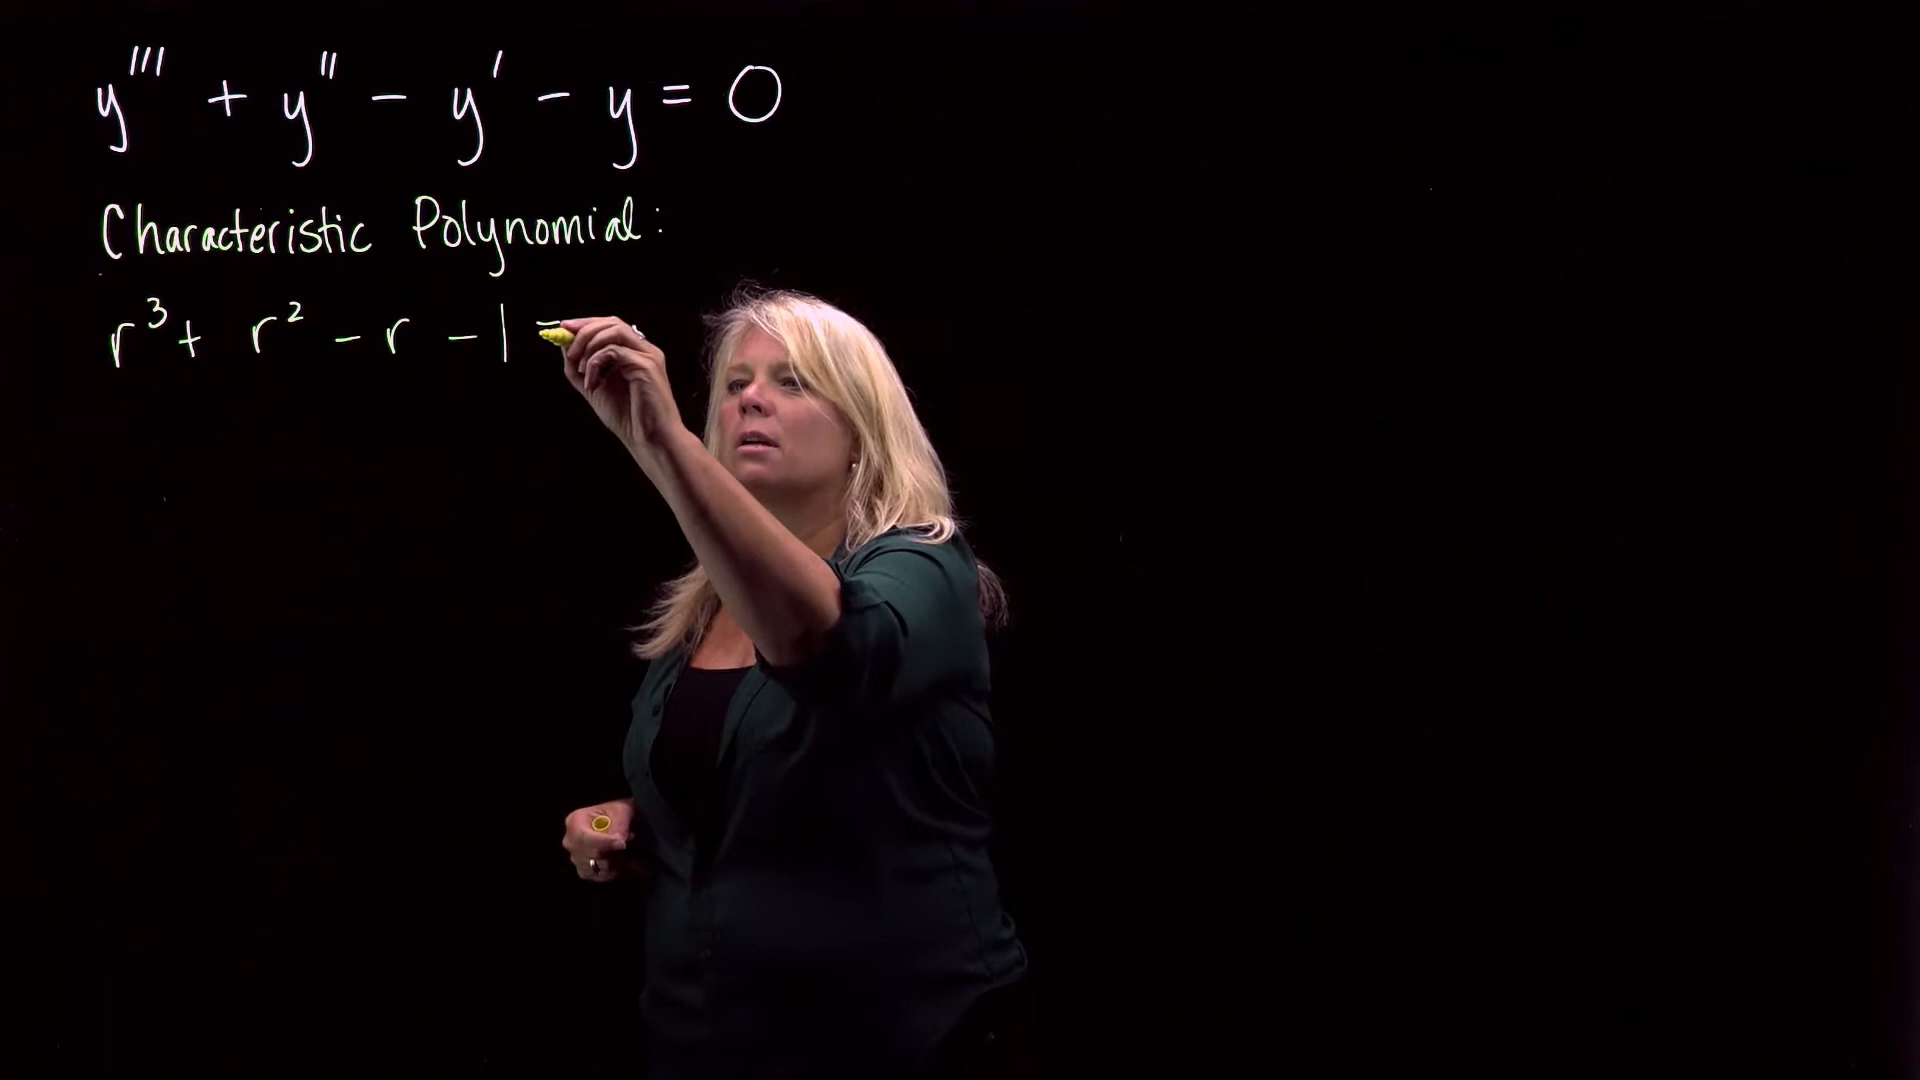 y''' + y'' - y' - y = 0
Characteristic Polynomial:
r³ + r² - r - 1 =